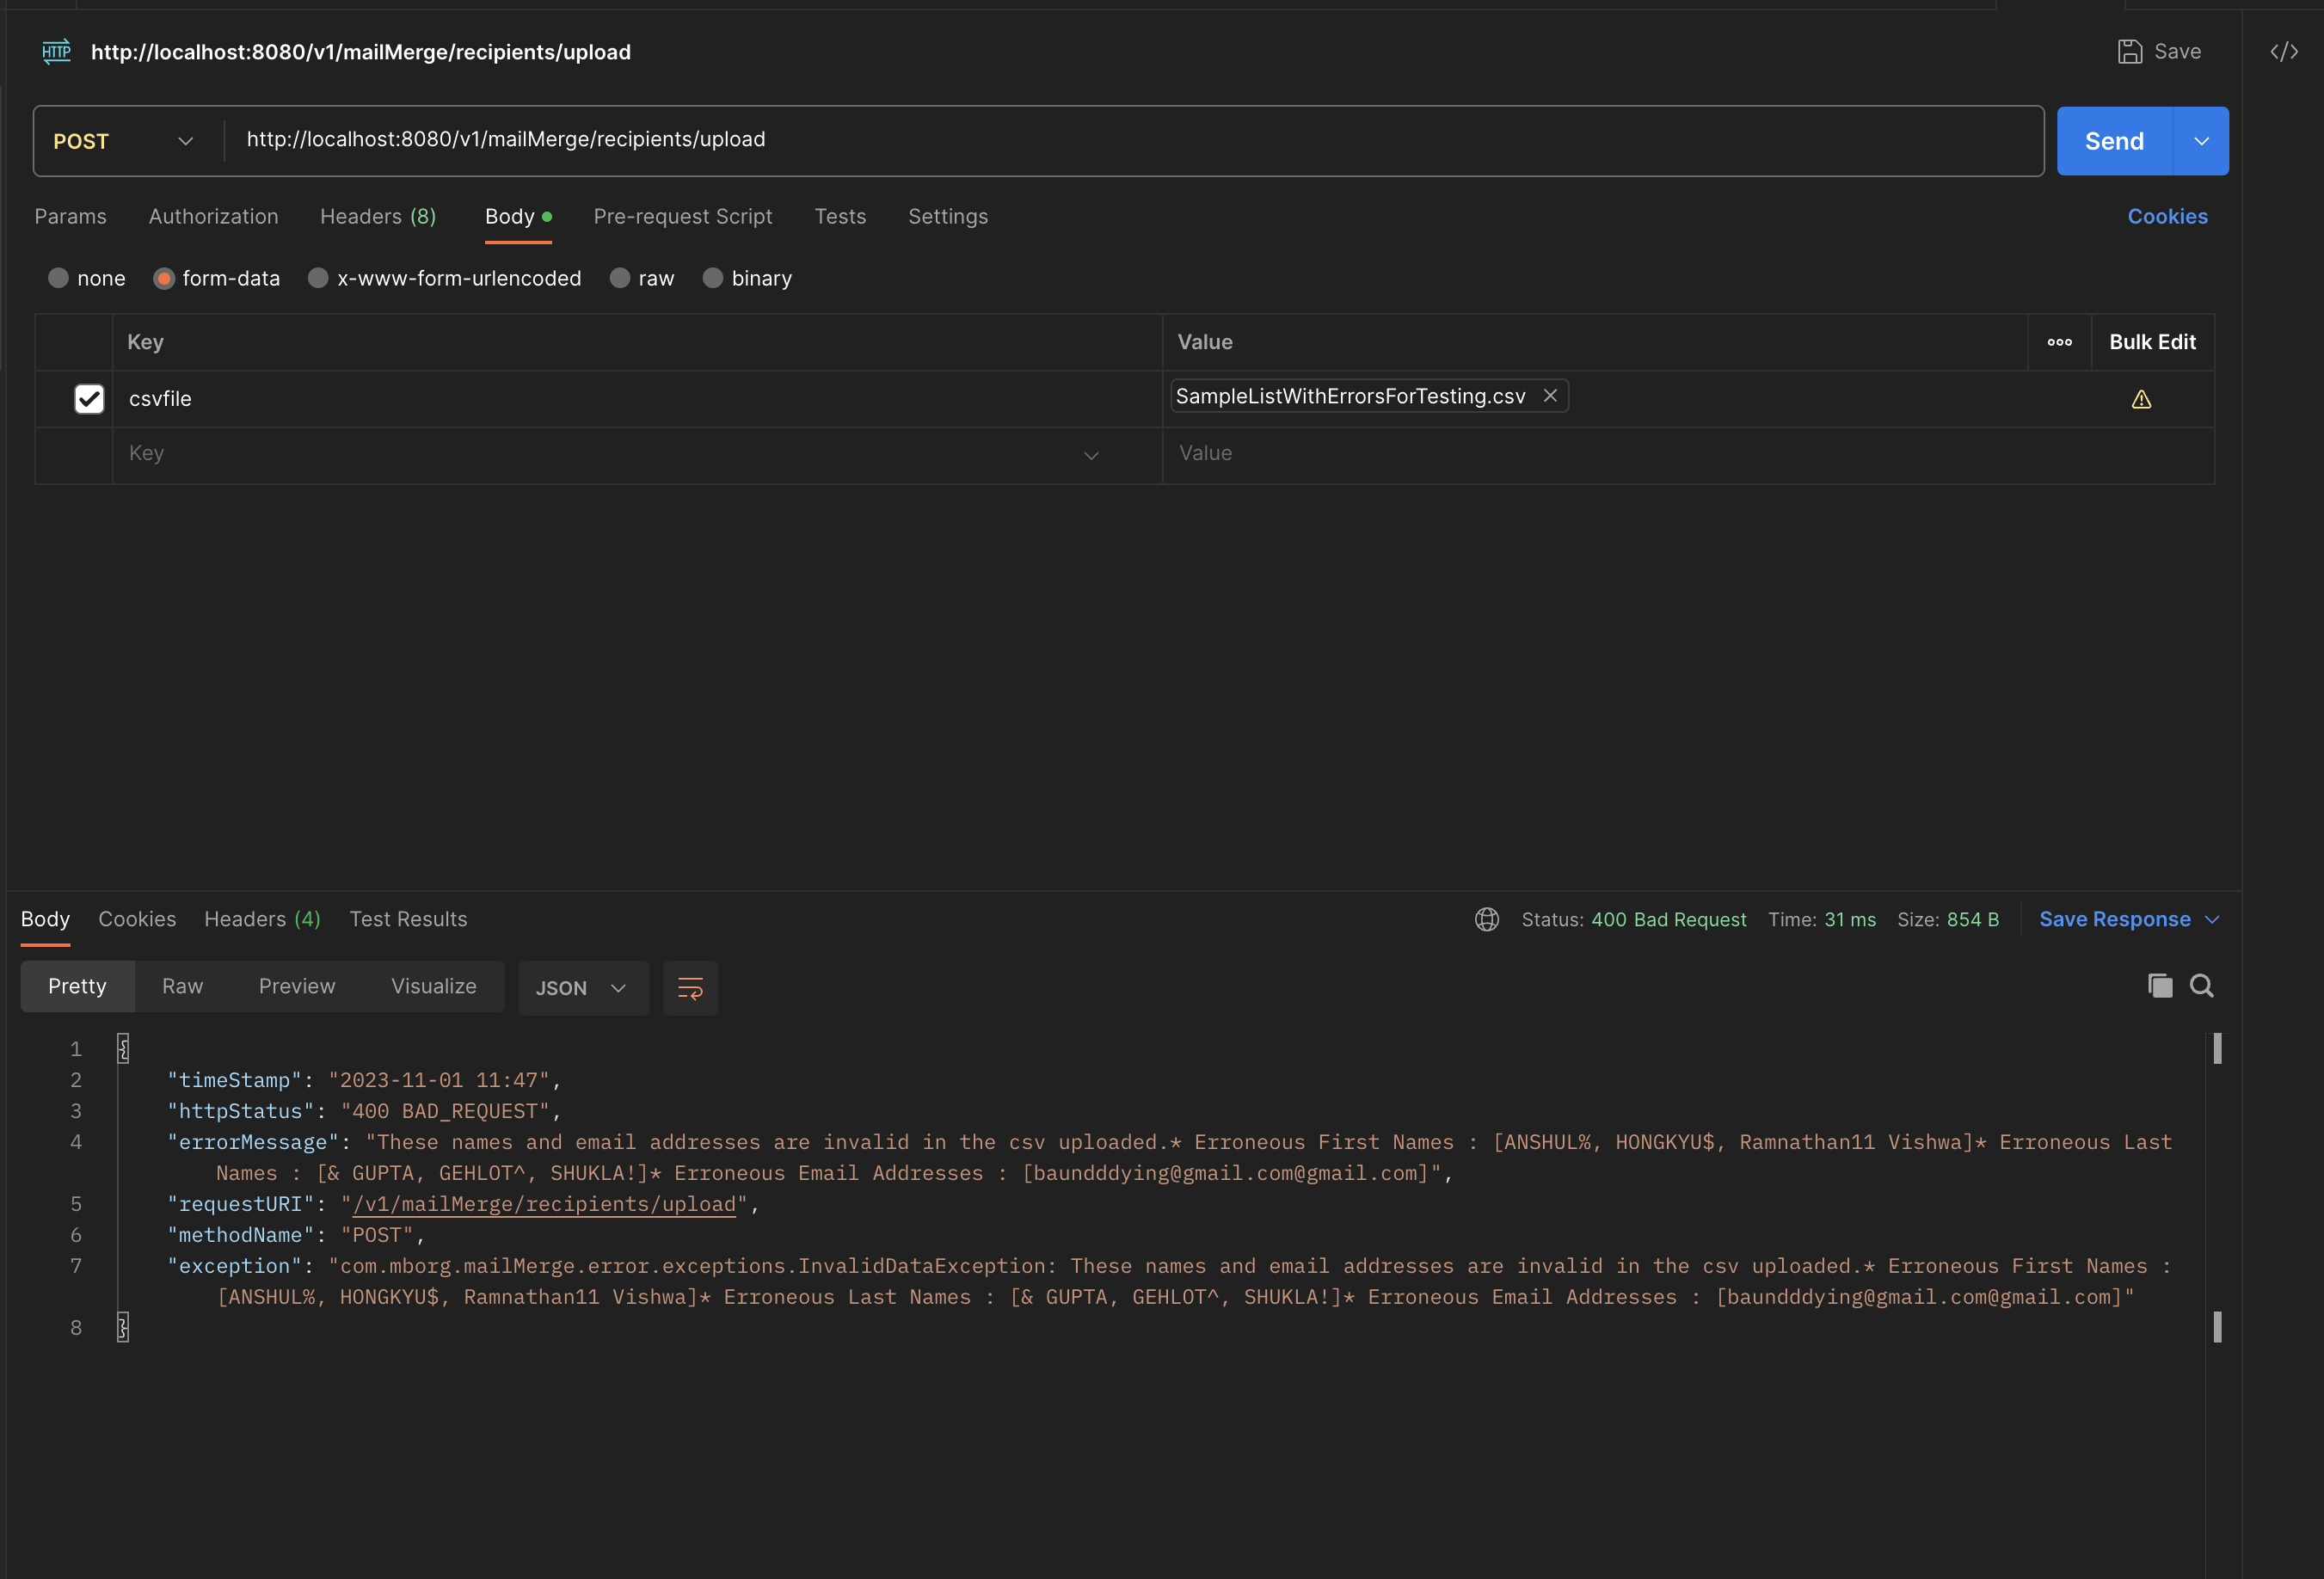 HTTP http://localhost:8080/v1/mailMerge/recipients/upload Save </>
POST http://localhost:8080/v1/mailMerge/recipients/upload Send
Params Authorization Headers (8) Body Pre-request Script Tests Settings Cookies
none form-data x-www-form-urlencoded raw binary
Key Value Bulk Edit
csvfile SampleListWithErrorsForTesting.csv
Key Value
Body Cookies Headers (4) Test Results Status: 400 Bad Request Time: 31 ms Size: 854 B Save Response
Pretty Raw Preview Visualize JSON
1 {
2 "timeStamp": "2023-11-01 11:47",
3 "httpStatus": "400 BAD_REQUEST",
4 "errorMessage": "These names and email addresses are invalid in the csv uploaded.* Erroneous First Names : [ANSHUL%, HONGKYU$, Ramnathan11 Vishwa]* Erroneous Last
Names : [& GUPTA, GEHLOT^, SHUKLA!]* Erroneous Email Addresses : [baundddying@gmail.com@gmail.com]",
5 "requestURI": "/v1/mailMerge/recipients/upload",
6 "methodName": "POST",
7 "exception": "com.mborg.mailMerge.error.exceptions.InvalidDataException: These names and email addresses are invalid in the csv uploaded.* Erroneous First Names :
[ANSHUL%, HONGKYU$, Ramnathan11 Vishwa]* Erroneous Last Names : [& GUPTA, GEHLOT^, SHUKLA!]* Erroneous Email Addresses : [baundddying@gmail.com@gmail.com]"
8 }